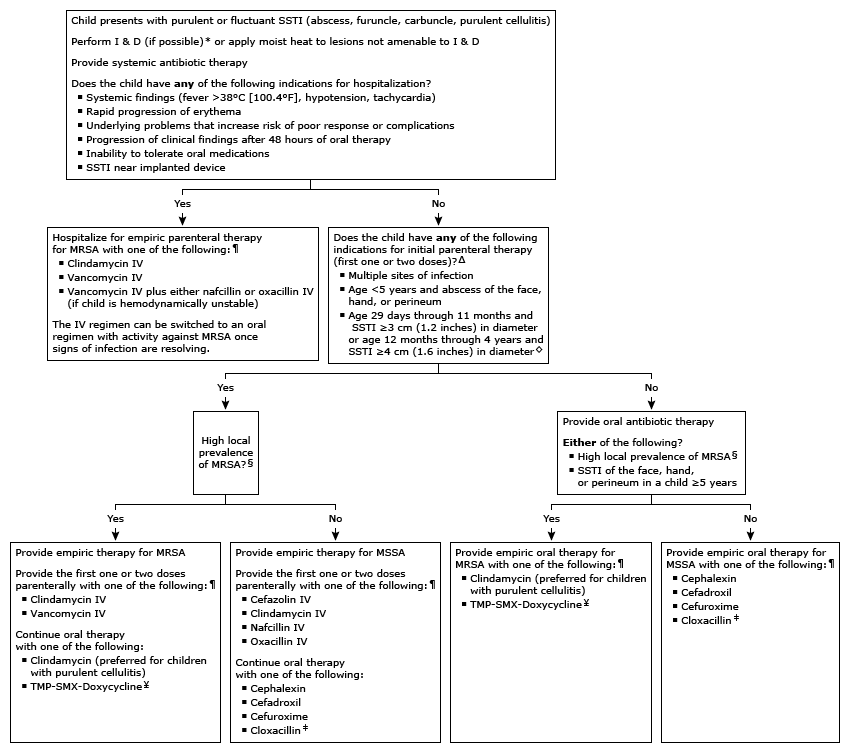 Child presents with purulent or fluctuant SSTI (abscess, furuncle, carbuncle, purulent cellulitis)
Perform I & D (if possible)* or apply moist heat to lesions not amenable to I & D
Provide systemic antibiotic therapy
Does the child have any of the following indications for hospitalization?
▪ Systemic findings (fever >38°C [100.4°F], hypotension, tachycardia)
▪ Rapid progression of erythema
▪ Underlying problems that increase risk of poor response or complications
▪ Progression of clinical findings after 48 hours of oral therapy
▪ Inability to tolerate oral medications
▪ SSTI near implanted device
Yes
No
Hospitalize for empiric parenteral therapy
for MRSA with one of the following:¶
▪ Clindamycin IV
▪ Vancomycin IV
▪ Vancomycin IV plus either nafcillin or oxacillin IV
(if child is hemodynamically unstable)
The IV regimen can be switched to an oral
regimen with activity against MRSA once
signs of infection are resolving.
Does the child have any of the following
indications for initial parenteral therapy
(first one or two doses)?Δ
▪ Multiple sites of infection
▪ Age <5 years and abscess of the face,
hand, or perineum
▪ Age 29 days through 11 months and
SSTI ≥3 cm (1.2 inches) in diameter
or age 12 months through 4 years and
SSTI ≥4 cm (1.6 inches) in diameter◇
Yes
No
High local
prevalence
of MRSA?§
Provide oral antibiotic therapy
Either of the following?
▪ High local prevalence of MRSA§
▪ SSTI of the face, hand,
or perineum in a child ≥5 years
Yes
No
Yes
No
Provide empiric therapy for MRSA
Provide the first one or two doses
parenterally with one of the following:¶
▪ Clindamycin IV
▪ Vancomycin IV
Continue oral therapy
with one of the following:
▪ Clindamycin (preferred for children
with purulent cellulitis)
▪ TMP-SMX-Doxycycline¥
Provide empiric therapy for MSSA
Provide the first one or two doses
parenterally with one of the following:¶
▪ Cefazolin IV
▪ Clindamycin IV
▪ Nafcillin IV
▪ Oxacillin IV
Continue oral therapy
with one of the following:
▪ Cephalexin
▪ Cefadroxil
▪ Cefuroxime
▪ Cloxacillin‡
Provide empiric oral therapy for
MRSA with one of the following:¶
▪ Clindamycin (preferred for children
with purulent cellulitis)
▪ TMP-SMX-Doxycycline¥
Provide empiric oral therapy for
MSSA with one of the following:¶
▪ Cephalexin
▪ Cefadroxil
▪ Cefuroxime
▪ Cloxacillin‡